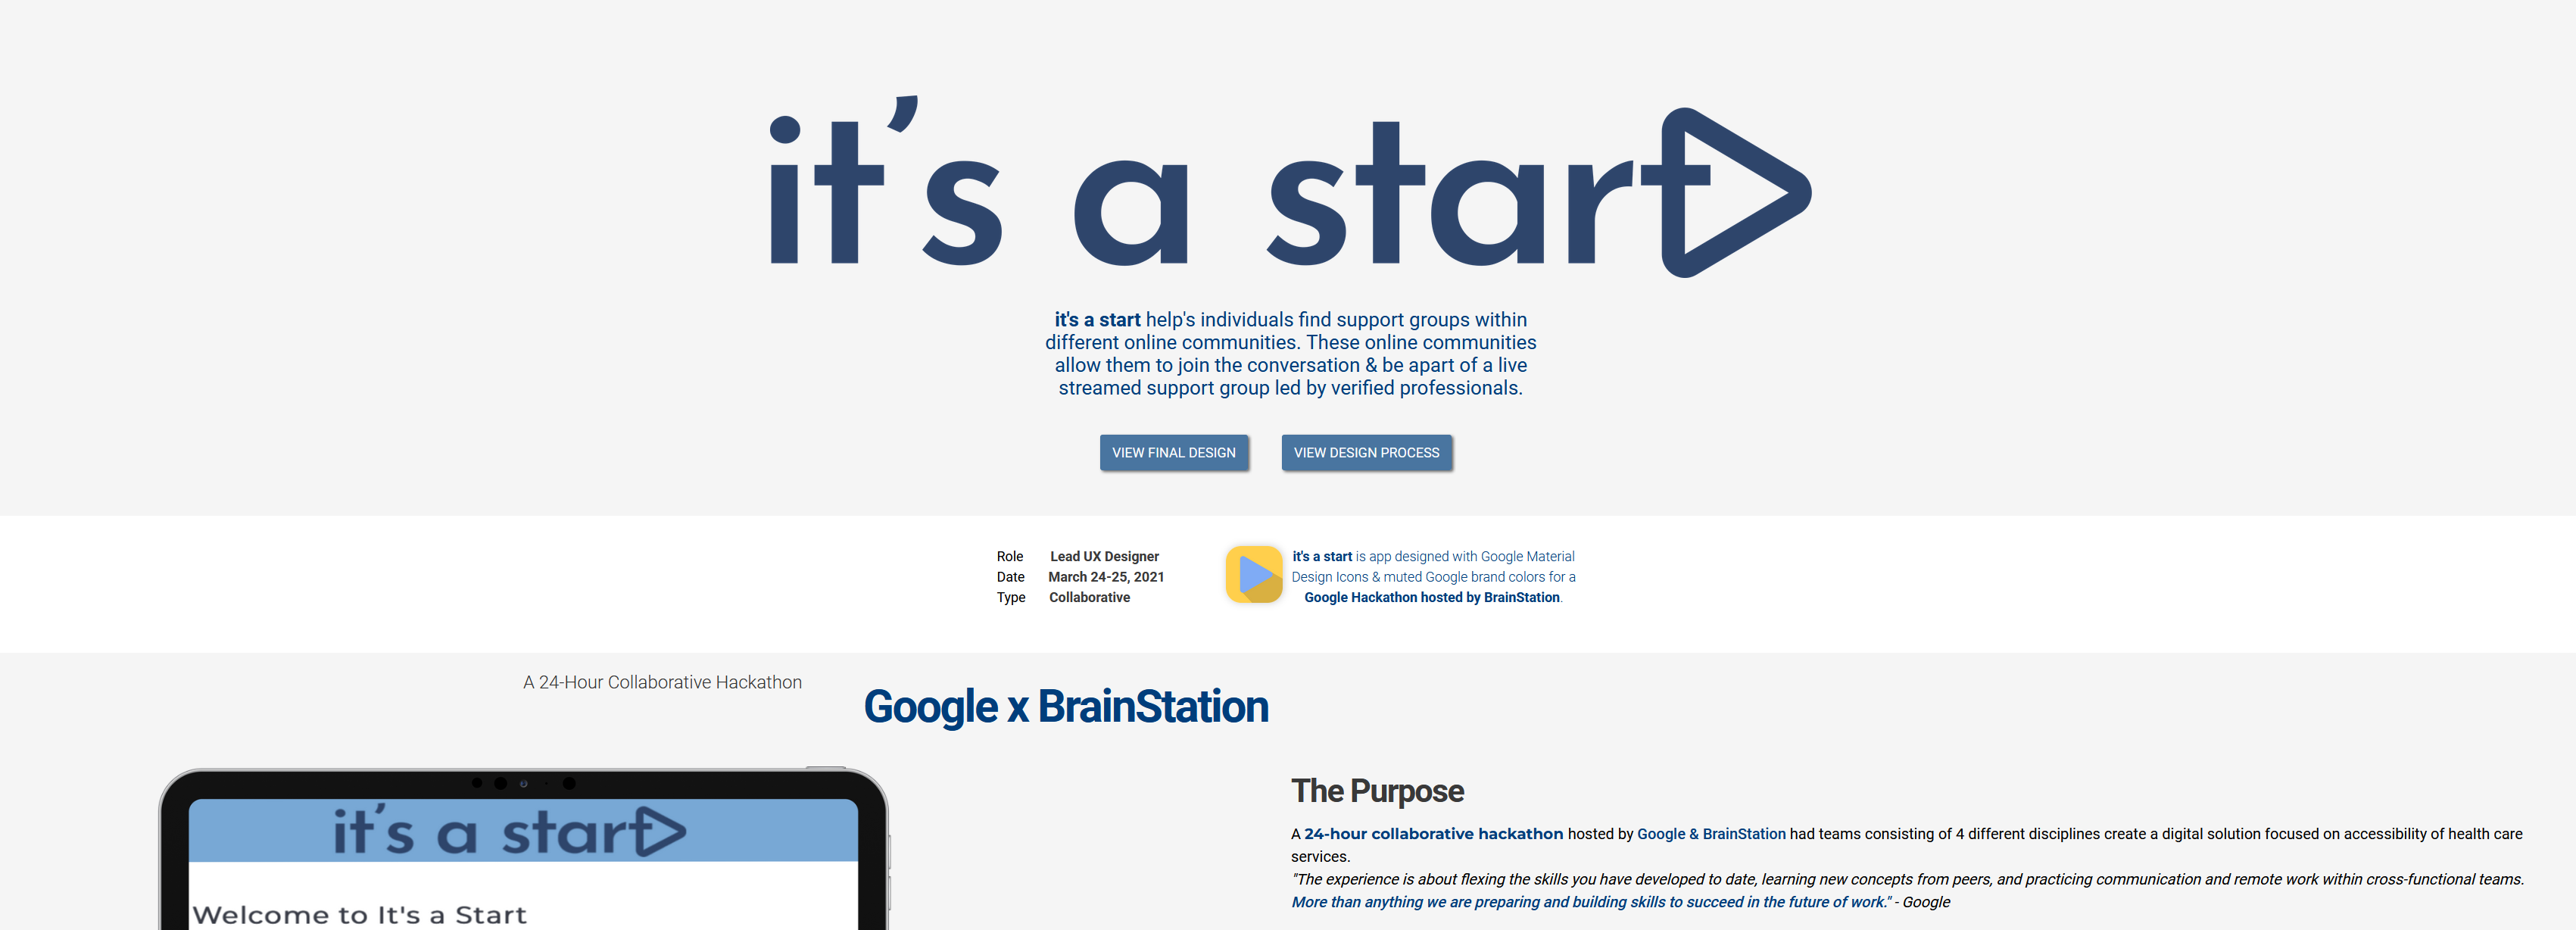 it's a start
it's a start help's individuals find support groups within
different online communities. These online communities
allow them to join the conversation & be apart of a live
streamed support group led by verified professionals.
VIEW FINAL DESIGN
VIEW DESIGN PROCESS
Role Lead UX Designer
Date March 24-25, 2021
Type Collaborative
it's a start is app designed with Google Material
Design Icons & muted Google brand colors for a
Google Hackathon hosted by BrainStation.
A 24-Hour Collaborative Hackathon
Google x BrainStation
it's a start
Welcome to It's a Start
The Purpose
A 24-hour collaborative hackathon hosted by Google & BrainStation had teams consisting of 4 different disciplines create a digital solution focused on accessibility of health care
services.
"The experience is about flexing the skills you have developed to date, learning new concepts from peers, and practicing communication and remote work within cross-functional teams.
More than anything we are preparing and building skills to succeed in the future of work." - Google